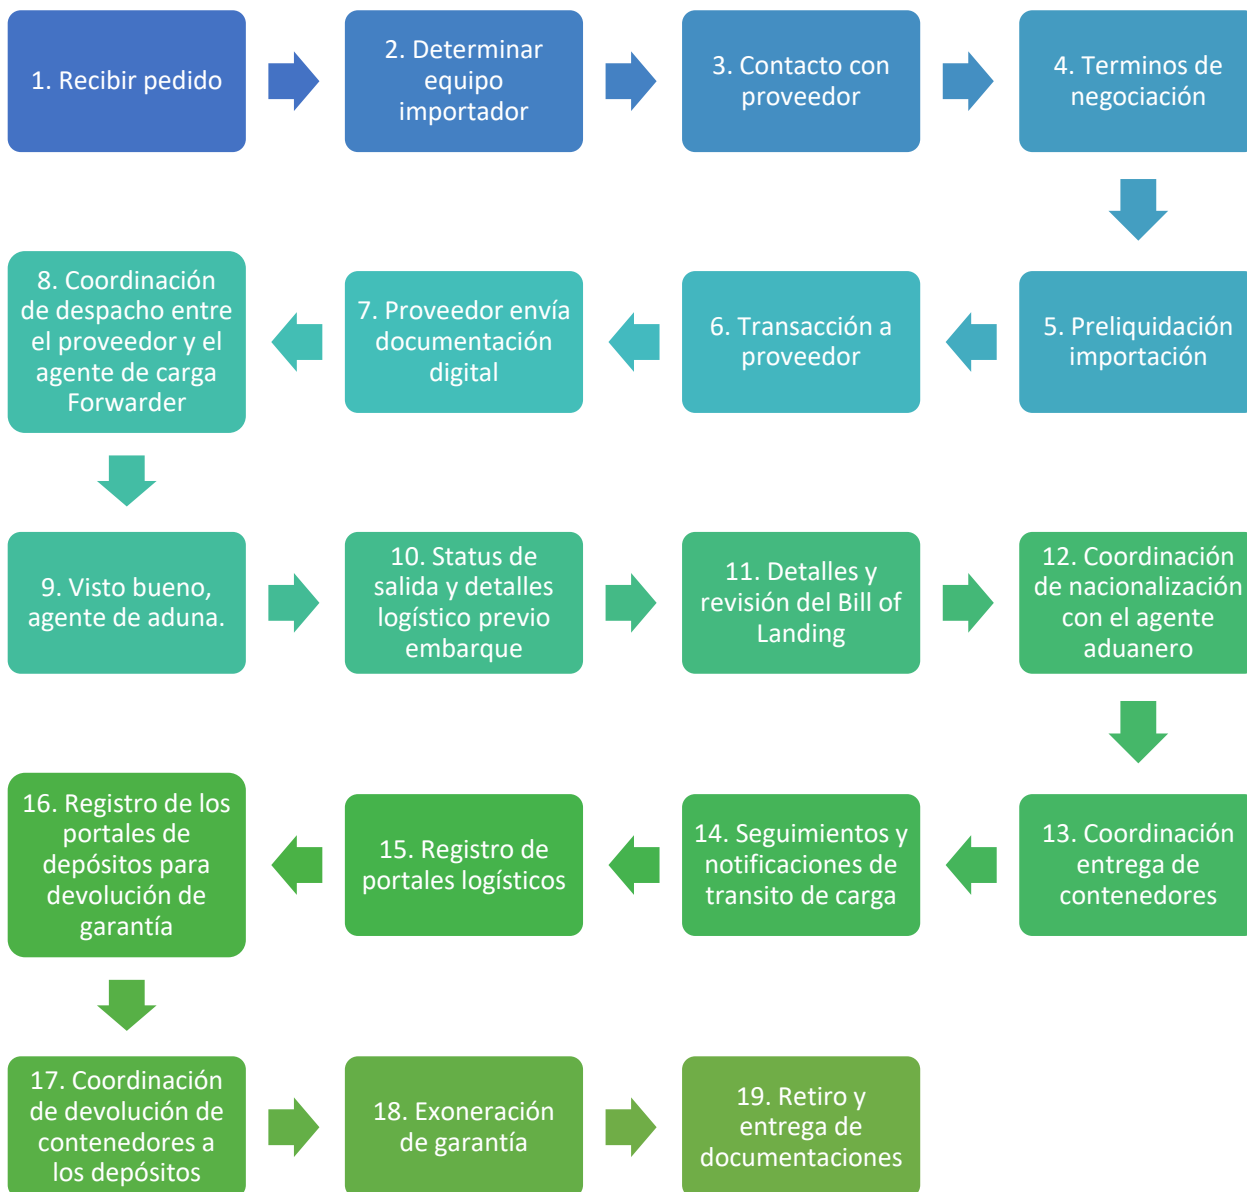 1. Recibir pedido
2. Determinar
equipo
importador
3. Contacto con
proveedor
4. Terminos de
negociación
5. Preliquidación
importación
6. Transacción a
proveedor
7. Proveedor envía
documentación
digital
8. Coordinación
de despacho entre
el proveedor y el
agente de carga
Forwarder
9. Visto bueno,
agente de aduna.
10. Status de
salida y detalles
logístico previo
embarque
11. Detalles y
revisión del Bill of
Landing
12. Coordinación
de nacionalización
con el agente
aduanero
13. Coordinación
entrega de
contenedores
14. Seguimientos y
notificaciones de
transito de carga
15. Registro de
portales logísticos
16. Registro de los
portales de
depósitos para
devolución de
garantía
17. Coordinación
de devolución de
contenedores a
los depósitos
18. Exoneración
de garantía
19. Retiro y
entrega de
documentaciones